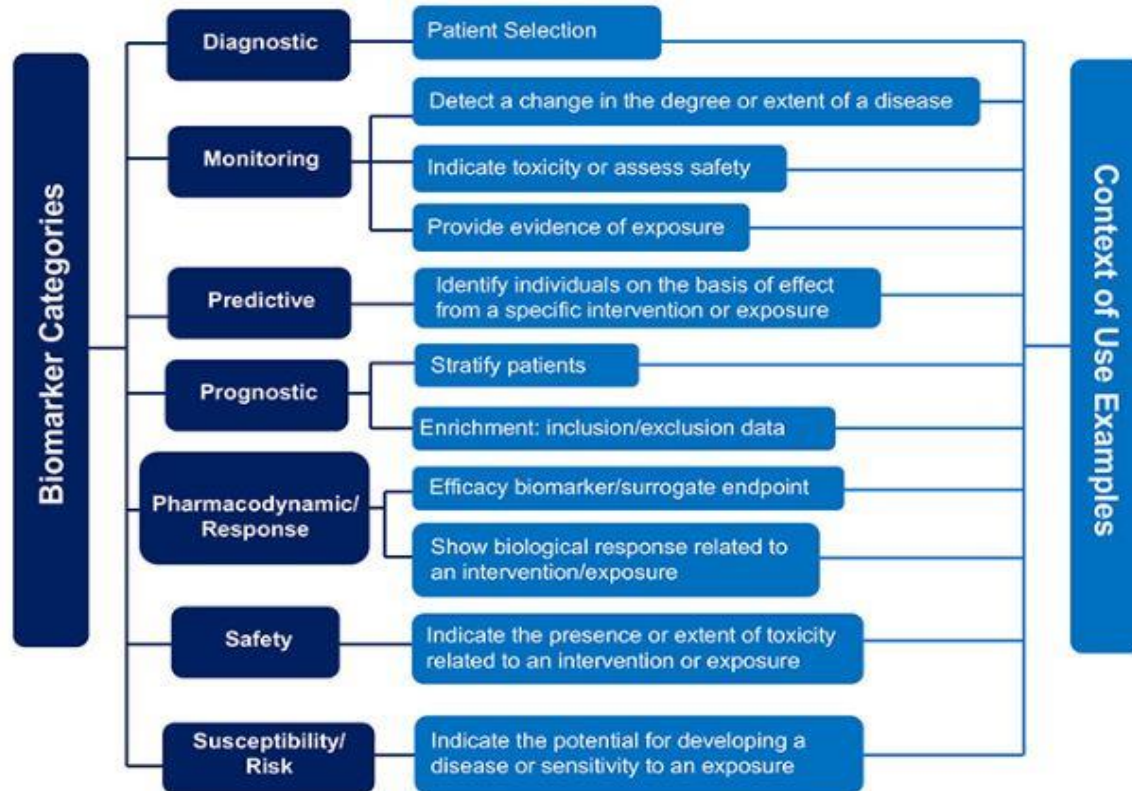 Biomarker Categories
Diagnostic
Patient Selection
Monitoring
Detect a change in the degree or extent of a disease
Indicate toxicity or assess safety
Provide evidence of exposure
Predictive
Identify individuals on the basis of effect
from a specific intervention or exposure
Prognostic
Stratify patients
Enrichment: inclusion/exclusion data
Pharmacodynamic/
Response
Efficacy biomarker/surrogate endpoint
Show biological response related to
an intervention/exposure
Safety
Indicate the presence or extent of toxicity
related to an intervention or exposure
Susceptibility/
Risk
Indicate the potential for developing a
disease or sensitivity to an exposure
Context of Use Examples